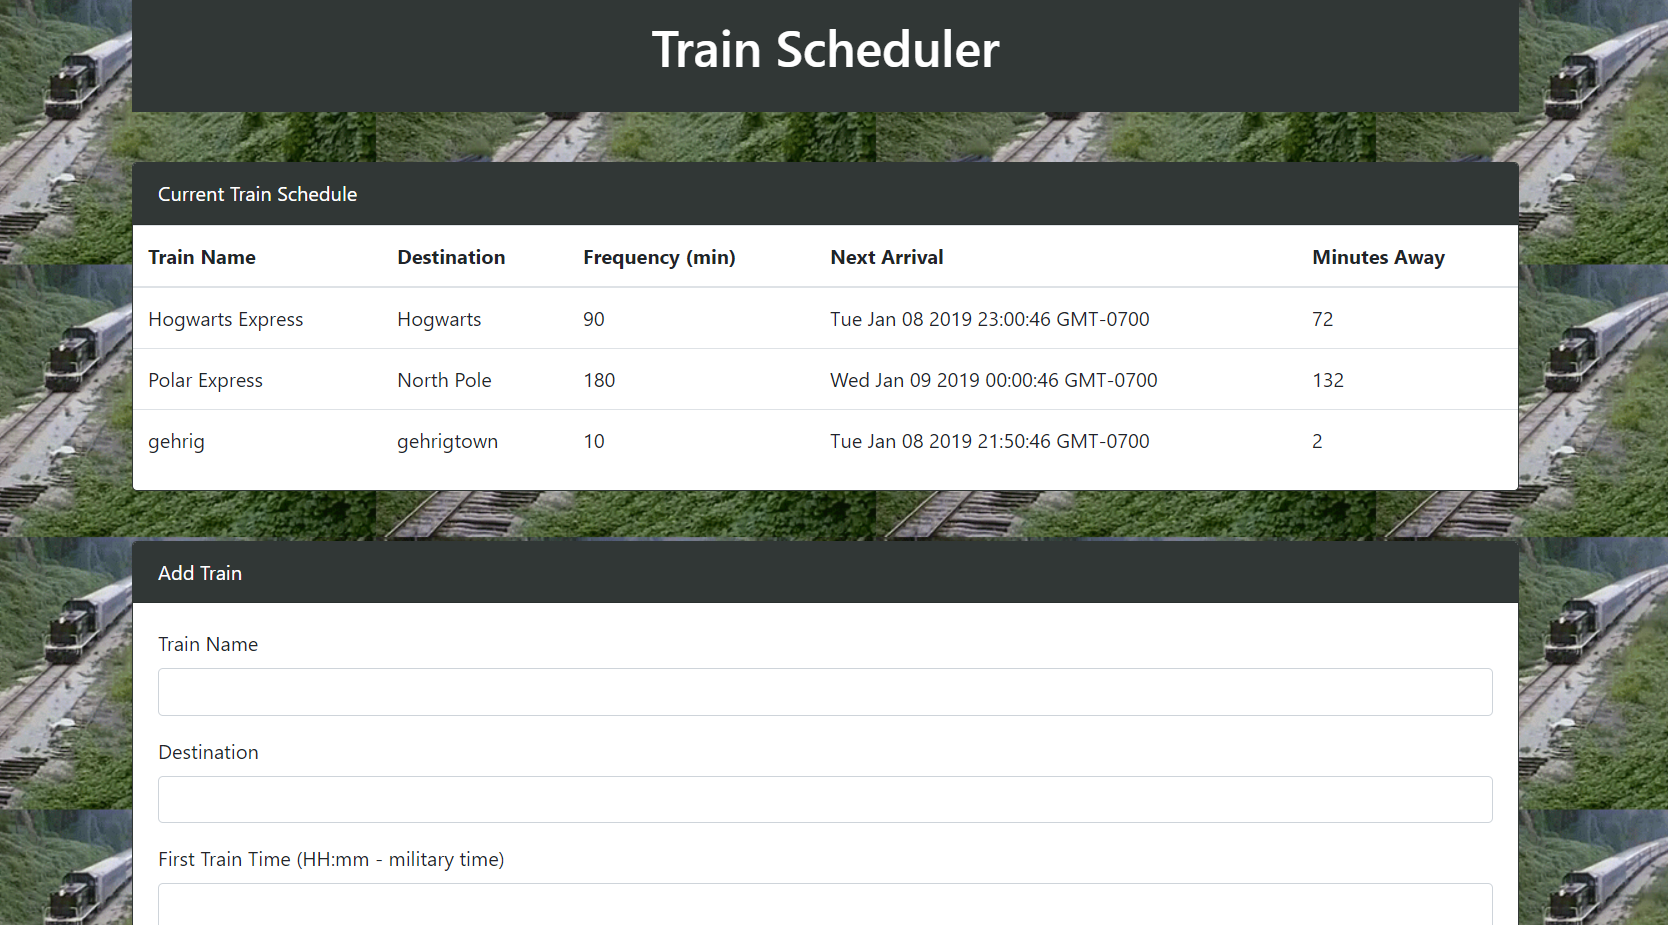 Train Scheduler
Current Train Schedule
Train Name Destination Frequency (min) Next Arrival Minutes Away
Hogwarts Express Hogwarts 90 Tue Jan 08 2019 23:00:46 GMT-0700 72
Polar Express North Pole 180 Wed Jan 09 2019 00:00:46 GMT-0700 132
gehrig gehrigtown 10 Tue Jan 08 2019 21:50:46 GMT-0700 2
Add Train
Train Name
Destination
First Train Time (HH:mm - military time)